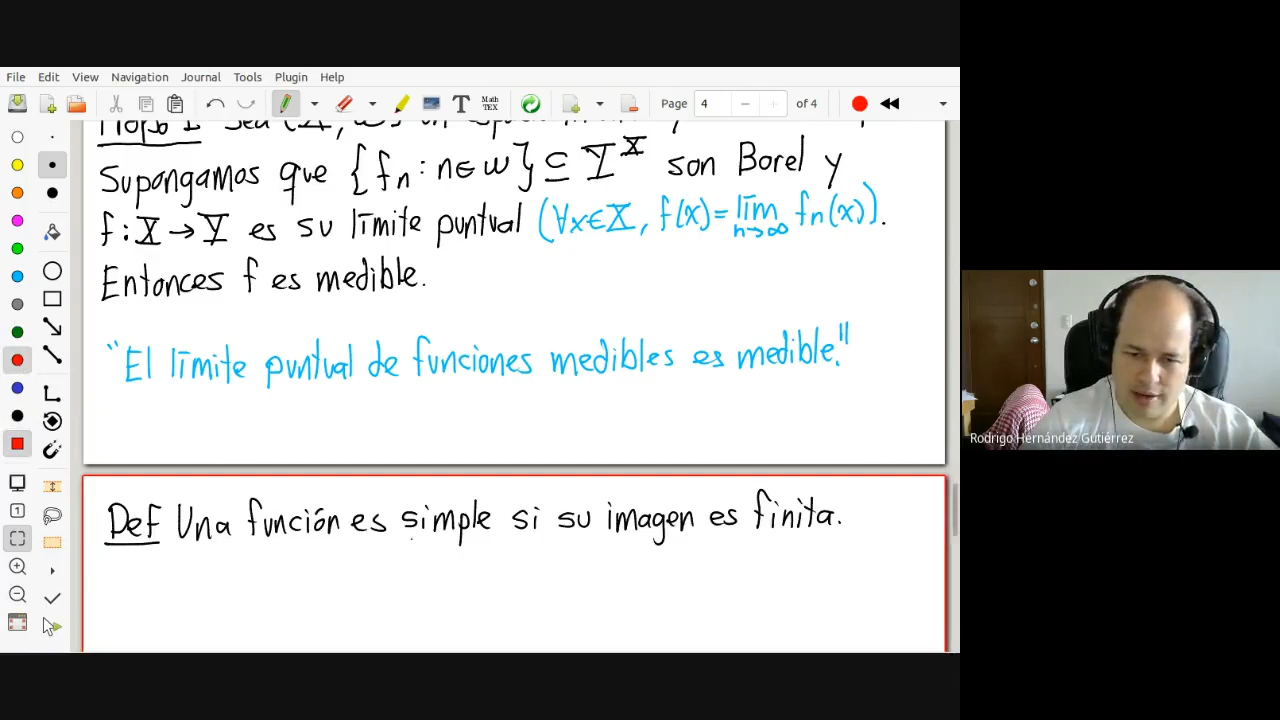 File Edit View Navigation Journal Tools Plugin Help
Page 4 of 4
Supongamos que {fₙ : n∈ω} ⊆ Y^X son Borel y
f: X → Y es su límite puntual (∀x∈X, f(x) = lim_{n→∞} fₙ(x)).
Entonces f es medible.
"El límite puntual de funciones medibles es medible."
Def Una función es simple si su imagen es finita.
Rodrigo Hernández Gutiérrez